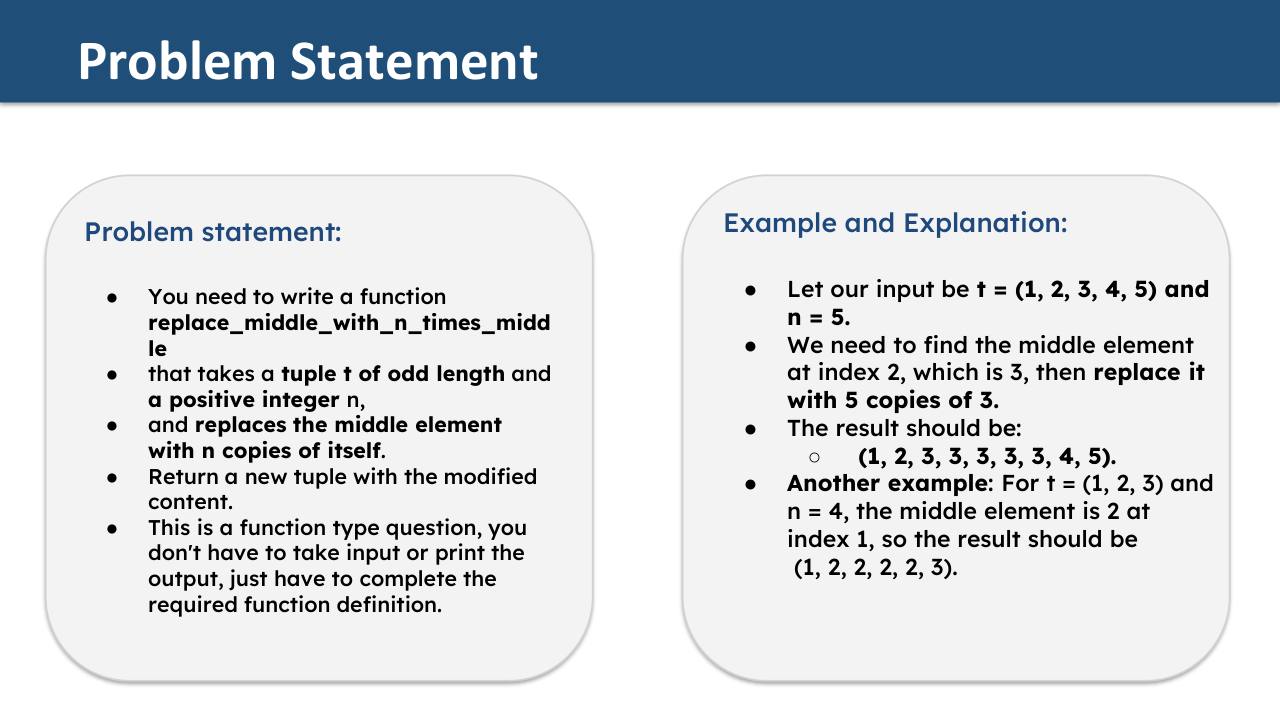 Problem Statement
Problem statement:
● You need to write a function
replace_middle_with_n_times_midd
le
● that takes a tuple t of odd length and
a positive integer n,
● and replaces the middle element
with n copies of itself.
● Return a new tuple with the modified
content.
● This is a function type question, you
don't have to take input or print the
output, just have to complete the
required function definition.
Example and Explanation:
● Let our input be t = (1, 2, 3, 4, 5) and
n = 5.
● We need to find the middle element
at index 2, which is 3, then replace it
with 5 copies of 3.
● The result should be:
○ (1, 2, 3, 3, 3, 3, 3, 4, 5).
● Another example: For t = (1, 2, 3) and
n = 4, the middle element is 2 at
index 1, so the result should be
(1, 2, 2, 2, 2, 3).